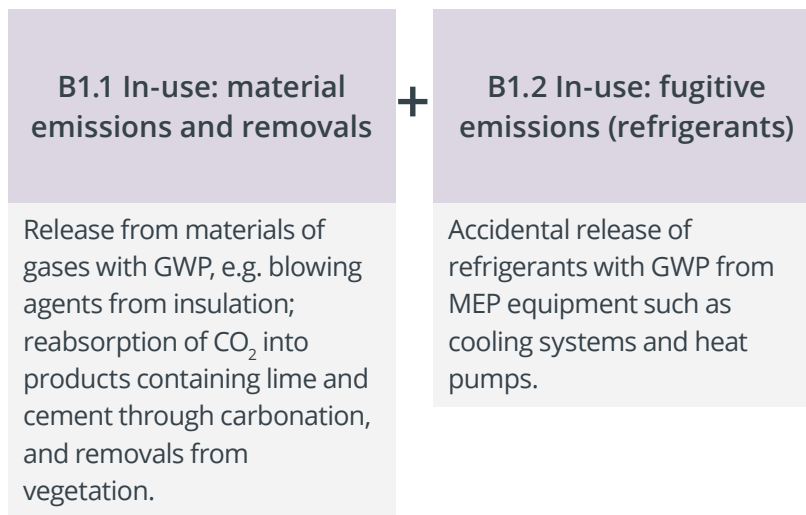 B1.1 In-use: material
emissions and removals
+
B1.2 In-use: fugitive
emissions (refrigerants)
Release from materials of
gases with GWP, e.g. blowing
agents from insulation;
reabsorption of CO₂ into
products containing lime and
cement through carbonation,
and removals from
vegetation.
Accidental release of
refrigerants with GWP from
MEP equipment such as
cooling systems and heat
pumps.